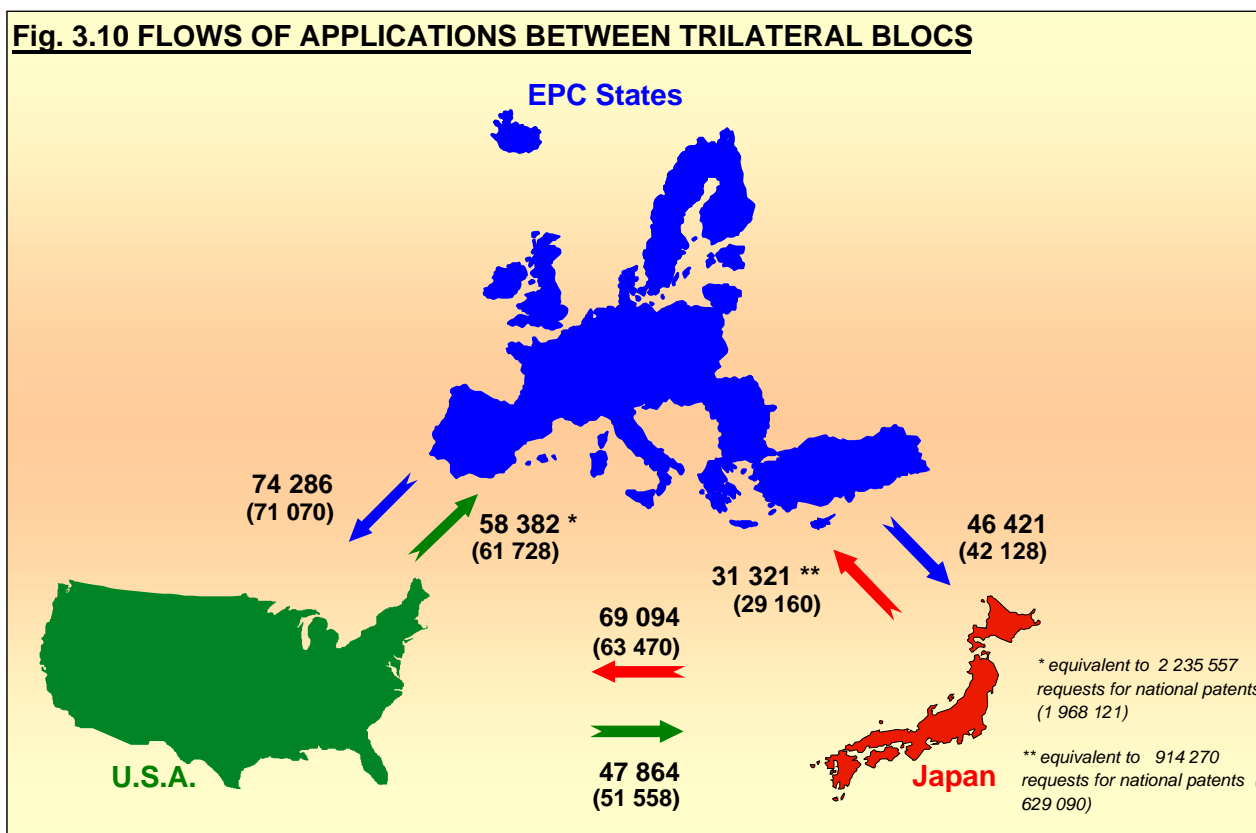 Fig. 3.10 FLOWS OF APPLICATIONS BETWEEN TRILATERAL BLOCS
EPC States
74 286
(71 070)
58 382 *
(61 728)
46 421
(42 128)
31 321 **
(29 160)
69 094
(63 470)
* equivalent to 2 235 557
requests for national patents
(1 968 121)
U.S.A.
47 864
(51 558)
Japan
** equivalent to 914 270
requests for national patents (
629 090)